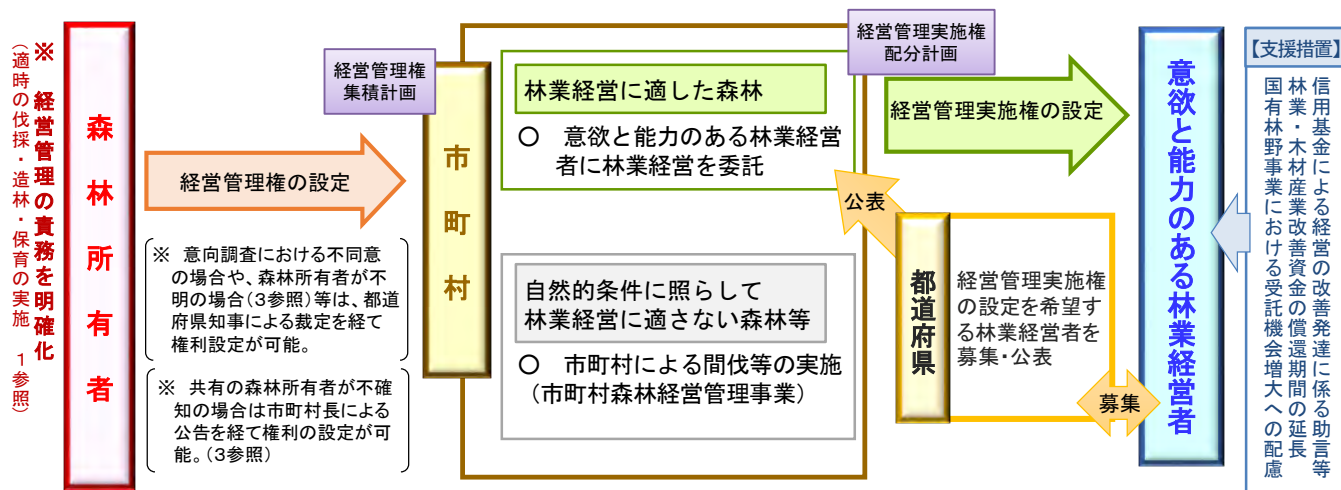 ※ 経営管理の責務を明確化
(適時の伐採・造林・保育の実施 1参照)
森林所有者
経営管理権の設定
※ 意向調査における不同意
の場合や、森林所有者が不
明の場合(3参照)等は、都道
府県知事による裁定を経て
権利設定が可能。
※ 共有の森林所有者が不確
知の場合は市町村長による
公告を経て権利の設定が可
能。(3参照)
経営管理権
集積計画
市町村
林業経営に適した森林
○ 意欲と能力のある林業経営
者に林業経営を委託
自然的条件に照らして
林業経営に適さない森林等
○ 市町村による間伐等の実施
(市町村森林経営管理事業)
経営管理実施権
配分計画
経営管理実施権の設定
公表
都道府県
経営管理実施権
の設定を希望す
る林業経営者を
募集・公表
募集
意欲と能力のある林業経営者
【支援措置】
信用基金による経営の改善発達に係る助言等
林業・木材産業改善資金の償還期間の延長
国有林野事業における受託機会増大への配慮